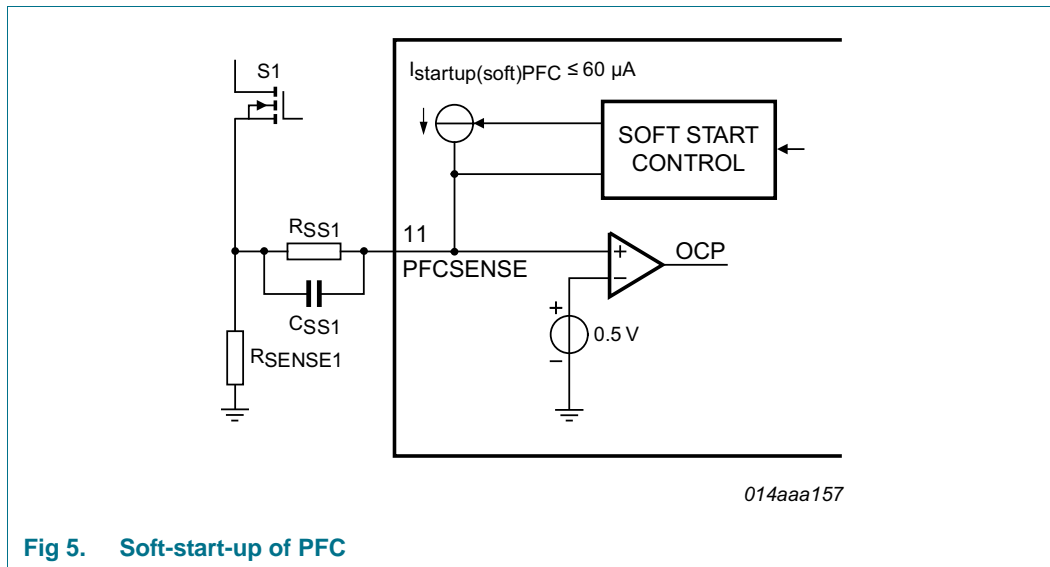 Istartup(soft)PFC ≤ 60 µA
S1
SOFT START
CONTROL
RSS1
11
PFCSENSE
CSS1
+
−
OCP
+
0.5 V
−
RSENSE1
014aaa157
Fig 5. Soft-start-up of PFC